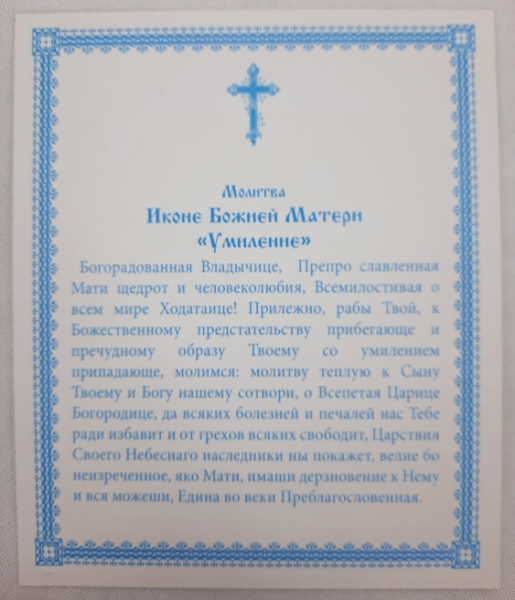 Молитва
Иконе Божией Матери
«Умиление»
Богорадованная Владычице, Препро славленная
Мати щедрот и человеколюбия, Всемилостивая о
всем мире Ходатаице! Прилежно, рабы Твой, к
Божественному предстательству прибегающе и
пречудному образу Твоему со умилением
припадающе, молимся: молитву теплую к Сыну
Твоему и Богу нашему сотвори, о Всепетая Царице
Богородице, да всяких болезней и печалей нас Тебе
ради избавит и от грехов всяких свободит, Царствия
Своего Небеснаго наследники ны покажет, велие бо
неизреченное, яко Мати, имаши дерзновение к Нему
и вся можеши, Едина во веки Преблагословенная.